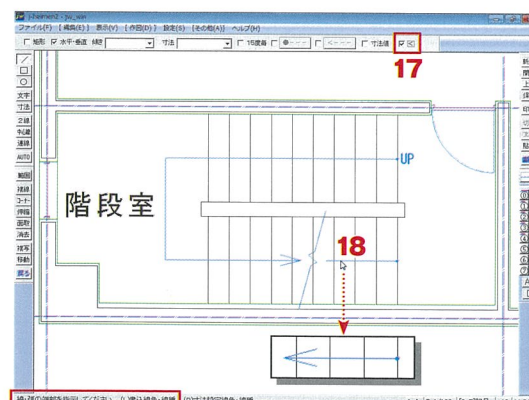 jw_win
ファイル(F) [編集(E)] 表示(V) [作図(D)] 設定(S) [その他(A)] ヘルプ(H)
矩形 水平・垂直 傾き 寸法 15度毎 ●--- <--- 寸法値 <
17
文字
寸法
2線
中心線
連線
AUTO
範囲
複線
コーナー
伸縮
面取
消去
複写
移動
戻る
UP
階段室
18